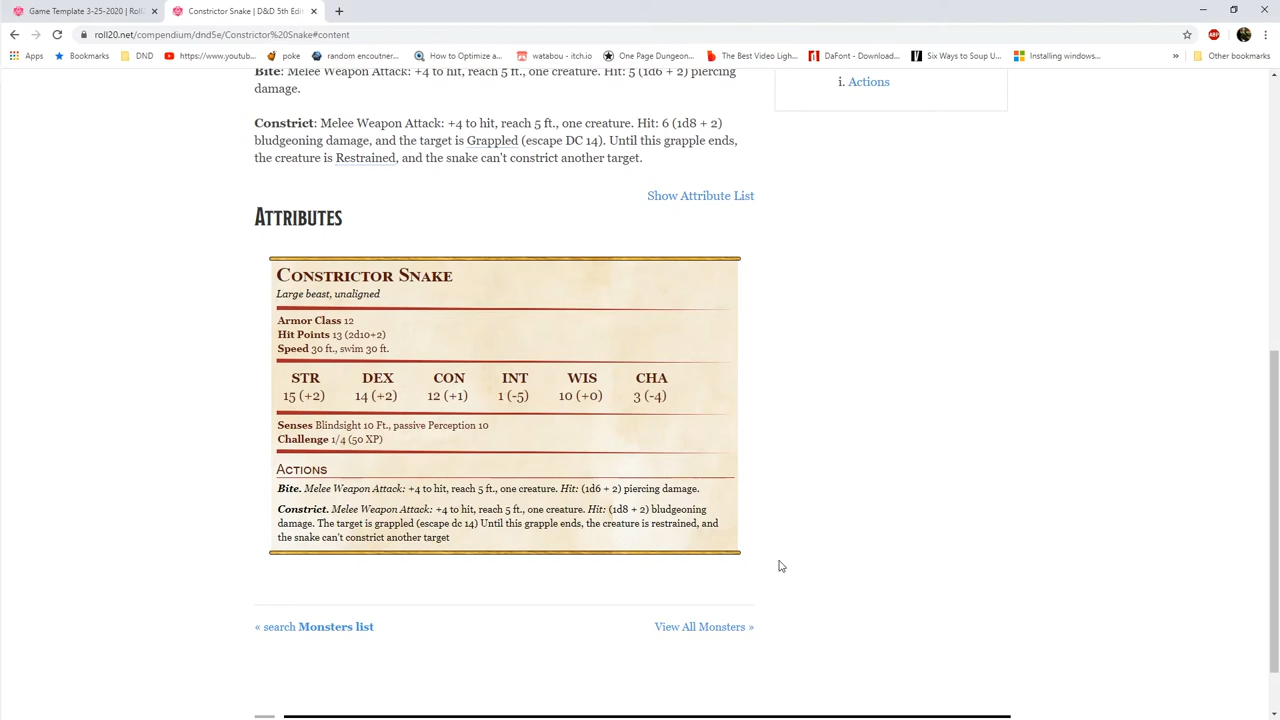 Game Template 3-25-2020 | Roll
Constrictor Snake | D&D 5th Edit
roll20.net/compendium/dnd5e/Constrictor%20Snake#content
Apps Bookmarks DND https://www.youtub... poke random encoutner... How to Optimize a... watabou - itch.io One Page Dungeon... The Best Video Ligh... DaFont - Download... Six Ways to Soup U... Installing windows... » Other bookmarks
ABP
Bite: Melee Weapon Attack: +4 to hit, reach 5 ft., one creature. Hit: 5 (1d6 + 2) piercing
damage.
i. Actions
Constrict: Melee Weapon Attack: +4 to hit, reach 5 ft., one creature. Hit: 6 (1d8 + 2)
bludgeoning damage, and the target is Grappled (escape DC 14). Until this grapple ends,
the creature is Restrained, and the snake can't constrict another target.
Show Attribute List
Attributes
Constrictor Snake
Large beast, unaligned
Armor Class 12
Hit Points 13 (2d10+2)
Speed 30 ft., swim 30 ft.
STR DEX CON INT WIS CHA
15 (+2) 14 (+2) 12 (+1) 1 (-5) 10 (+0) 3 (-4)
Senses Blindsight 10 Ft., passive Perception 10
Challenge 1/4 (50 XP)
Actions
Bite. Melee Weapon Attack: +4 to hit, reach 5 ft., one creature. Hit: (1d6 + 2) piercing damage.
Constrict. Melee Weapon Attack: +4 to hit, reach 5 ft., one creature. Hit: (1d8 + 2) bludgeoning
damage. The target is grappled (escape dc 14) Until this grapple ends, the creature is restrained, and
the snake can't constrict another target
« search Monsters list
View All Monsters »